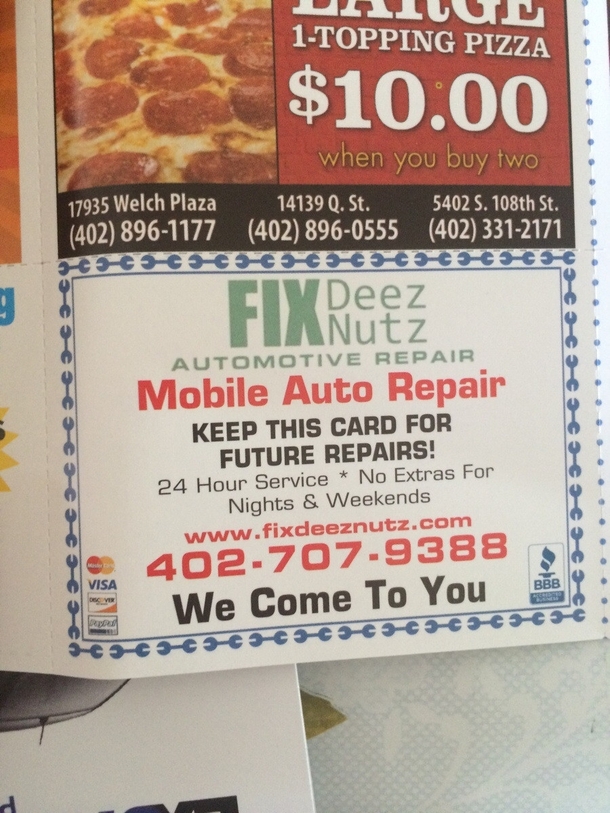 LARGE
1-TOPPING PIZZA
$10.00
when you buy two
17935 Welch Plaza
(402) 896-1177
14139 Q. St.
(402) 896-0555
5402 S. 108th St.
(402) 331-2171
g
FIX Deez
Nutz
AUTOMOTIVE REPAIR
Mobile Auto Repair
KEEP THIS CARD FOR
FUTURE REPAIRS!
24 Hour Service * No Extras For
Nights & Weekends
www.fixdeeznutz.com
402-707-9388
We Come To You
VISA
DISCOVER
BBB
ACCREDITED
BUSINESS
s
d